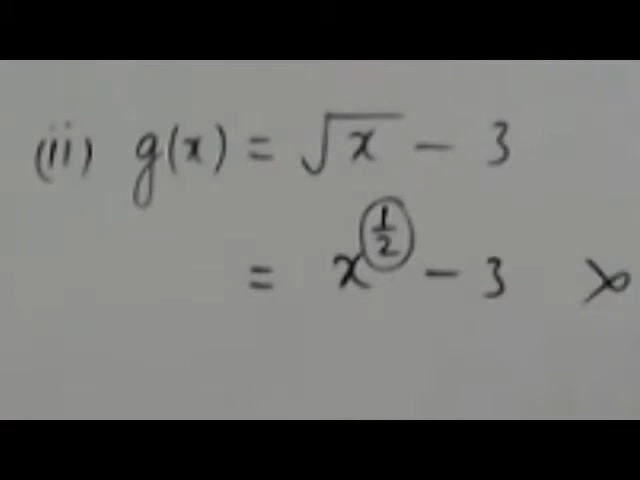 (ii) g(x) = √x - 3
= x^(1/2) - 3